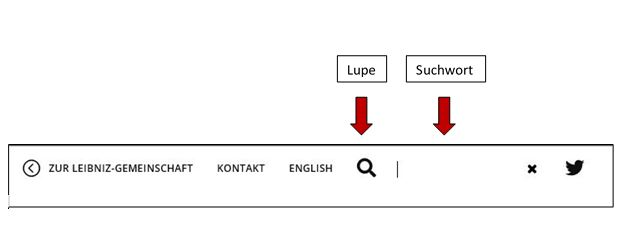 Lupe
Suchwort
ZUR LEIBNIZ-GEMEINSCHAFT KONTAKT ENGLISH